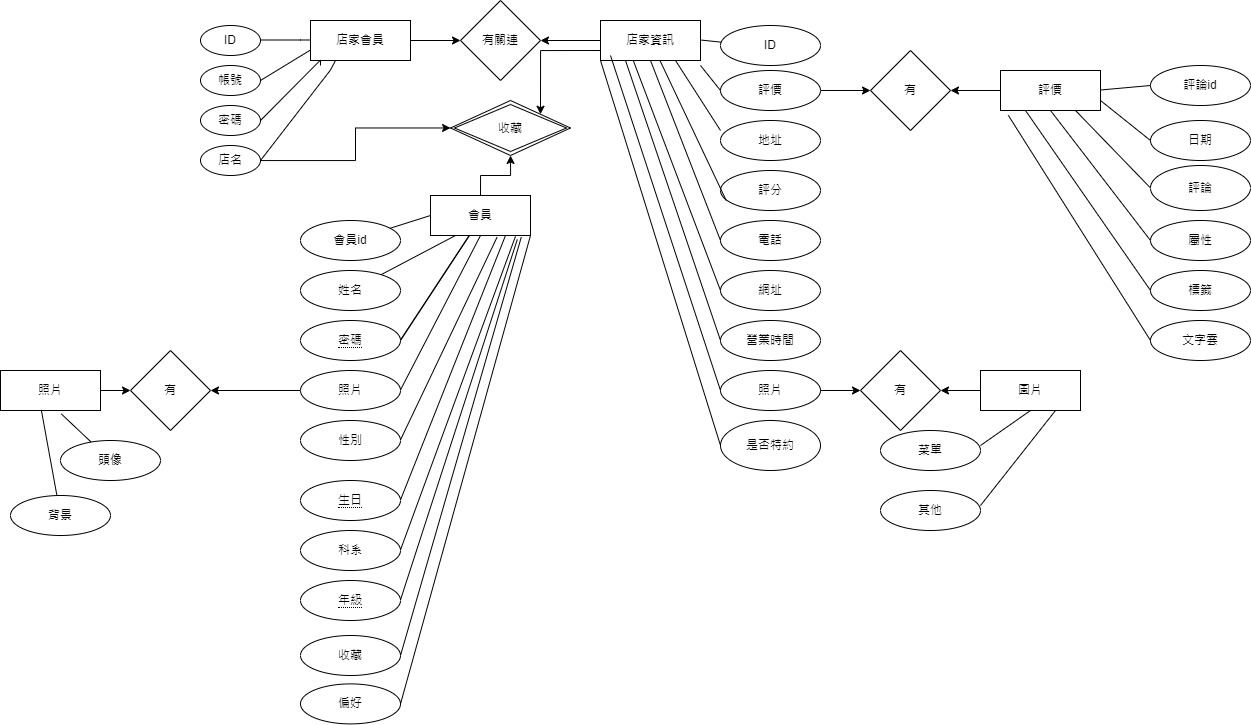 ID
店家會員
有關連
店家資訊
ID
帳號
評價
有
評價
評論id
密碼
收藏
地址
日期
店名
評分
評論
會員
會員id
電話
屬性
姓名
網址
標籤
密碼
營業時間
文字雲
照片
有
照片
照片
有
圖片
性別
是否特約
菜單
頭像
生日
其他
背景
科系
年級
收藏
偏好